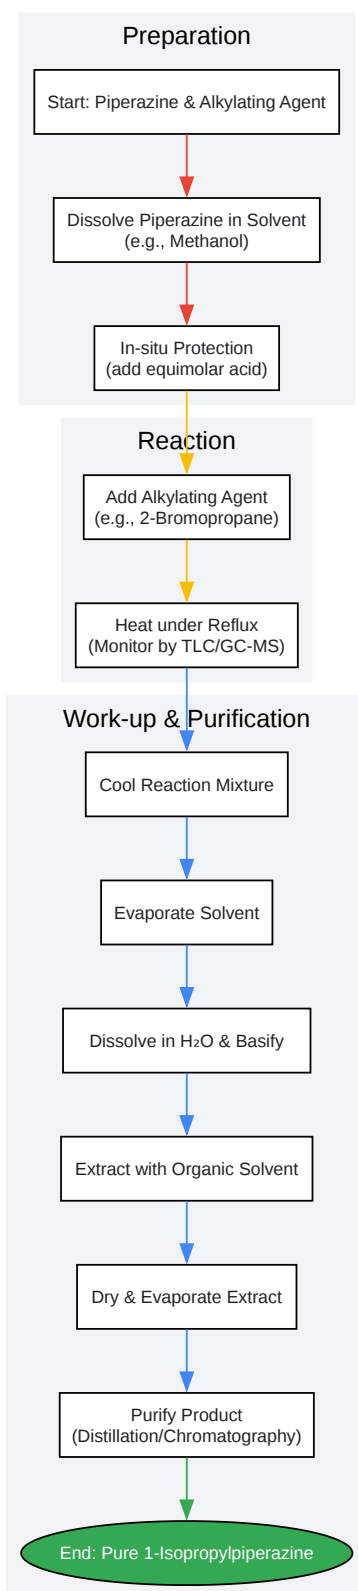 Preparation
Start: Piperazine & Alkylating Agent
Dissolve Piperazine in Solvent
(e.g., Methanol)
In-situ Protection
(add equimolar acid)
Reaction
Add Alkylating Agent
(e.g., 2-Bromopropane)
Heat under Reflux
(Monitor by TLC/GC-MS)
Work-up & Purification
Cool Reaction Mixture
Evaporate Solvent
Dissolve in H₂O & Basify
Extract with Organic Solvent
Dry & Evaporate Extract
Purify Product
(Distillation/Chromatography)
End: Pure 1-Isopropylpiperazine